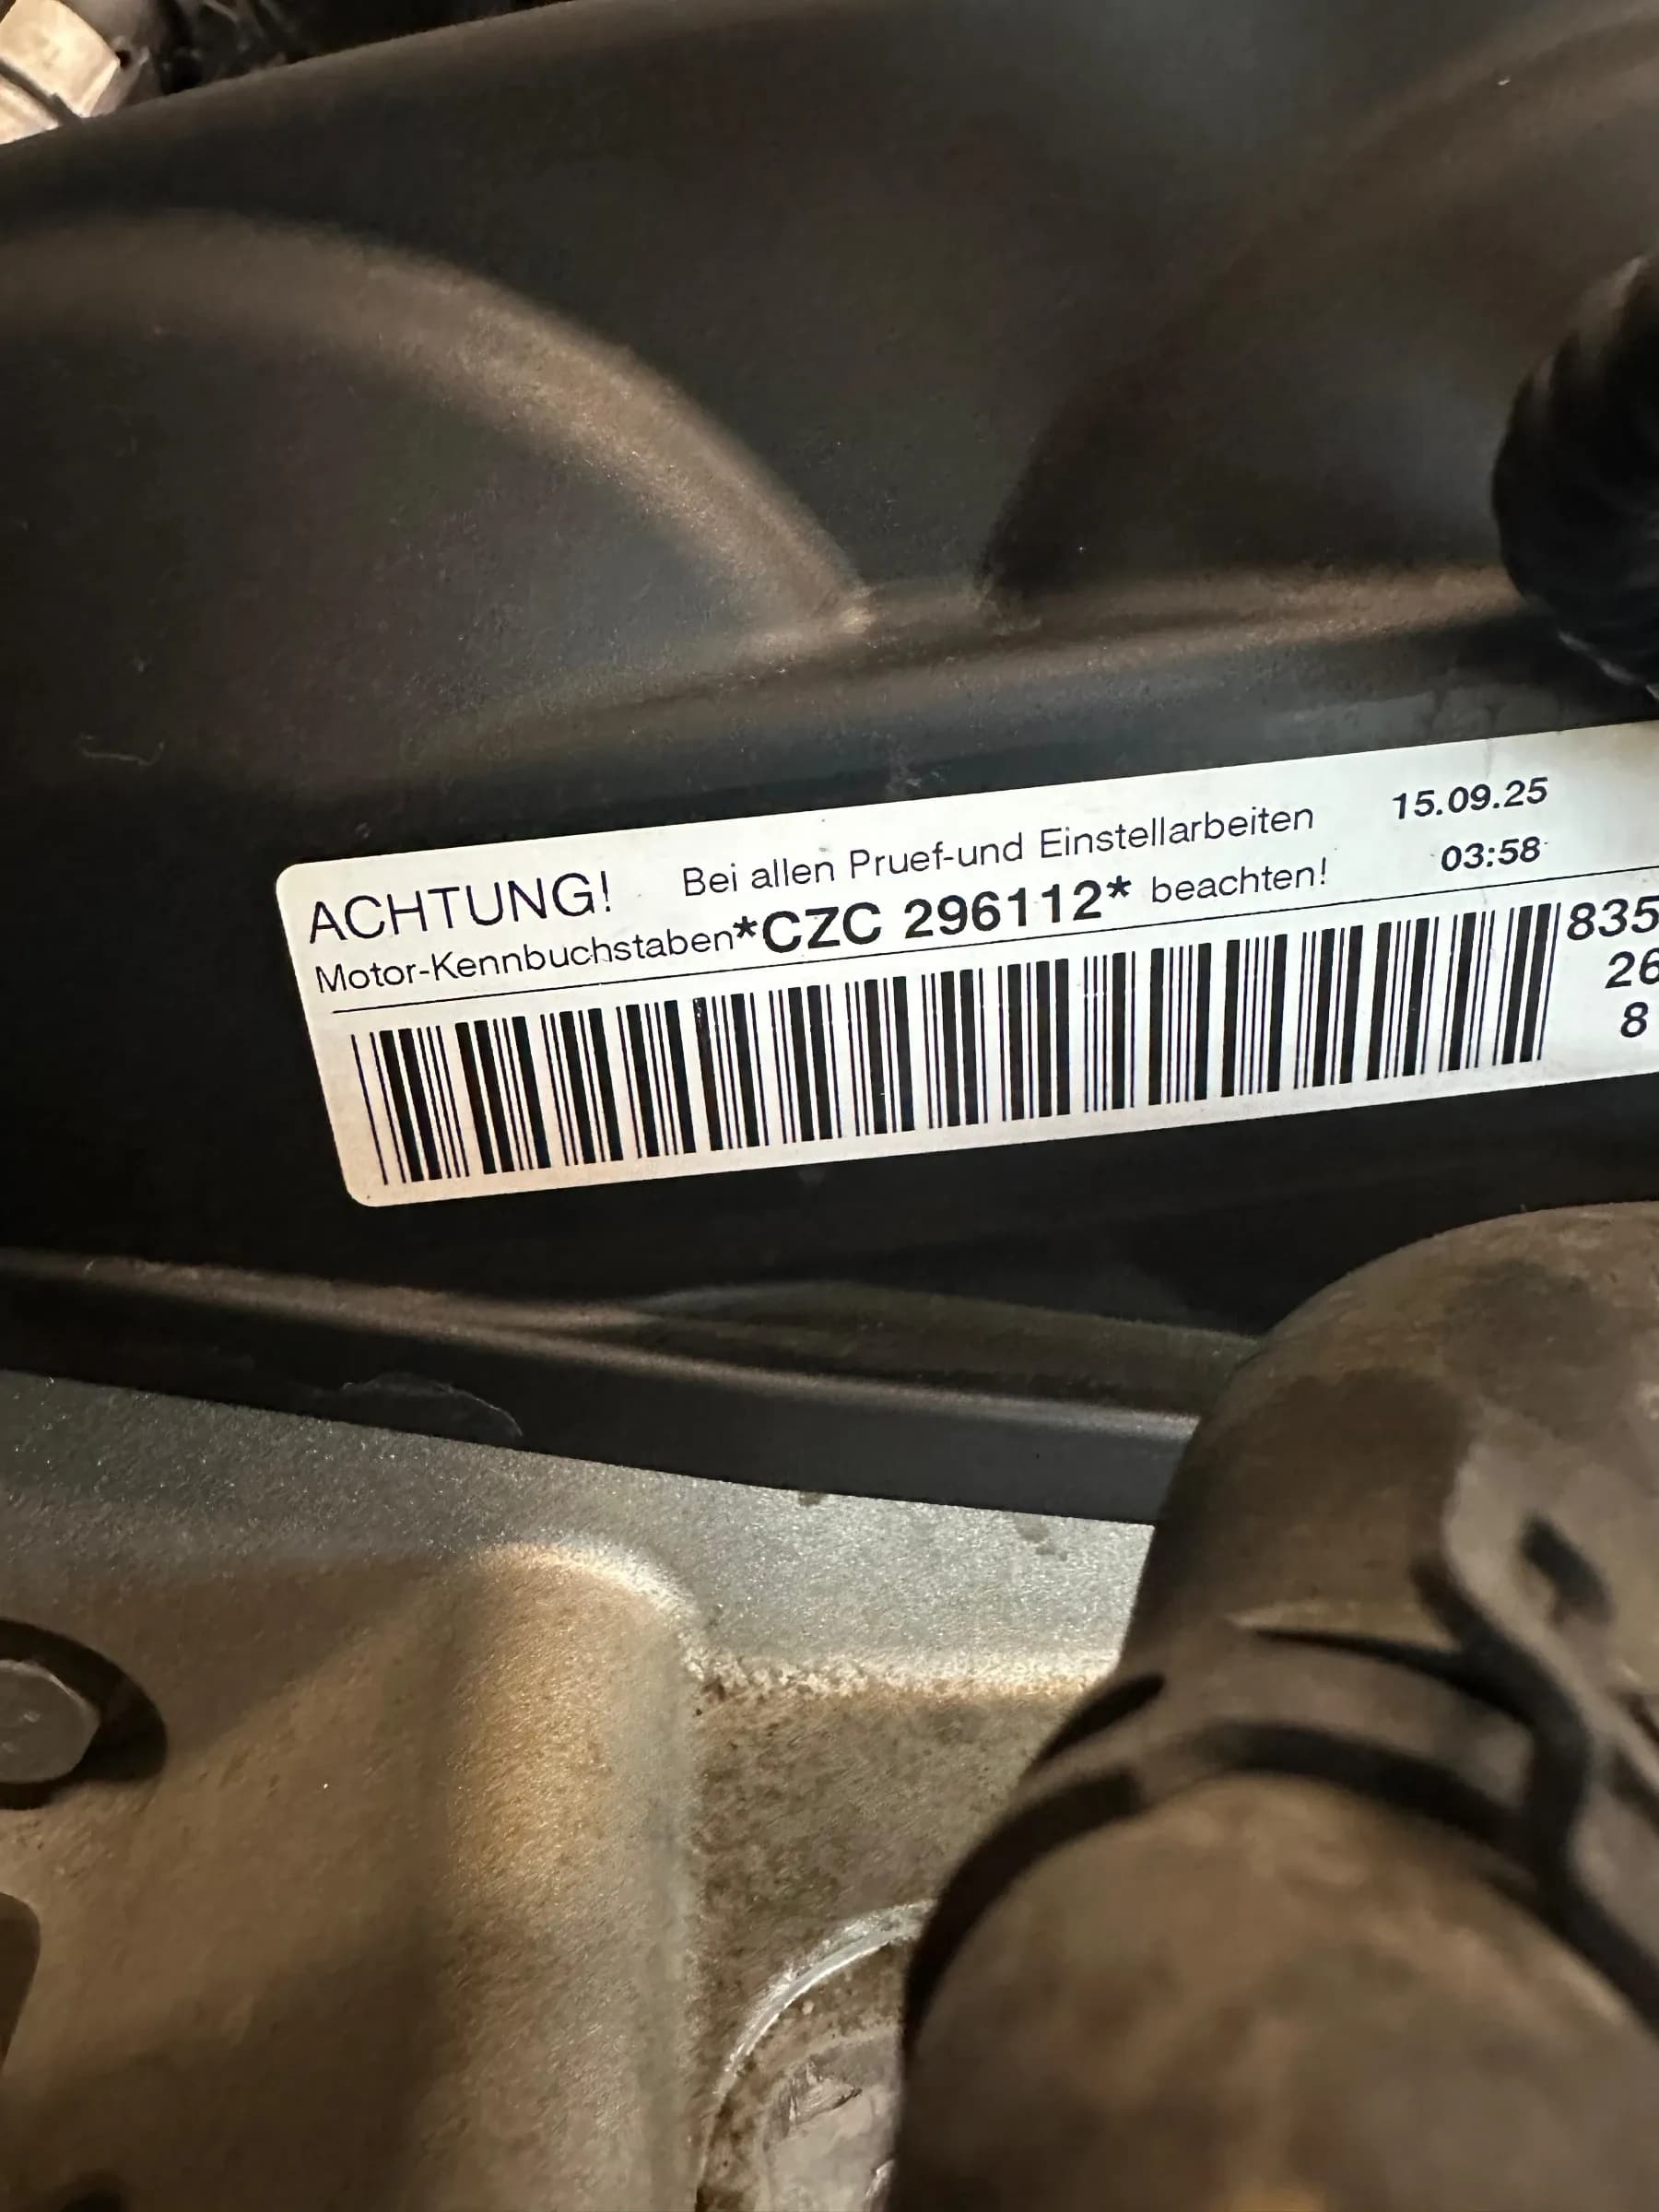 ACHTUNG! Bei allen Pruef-und Einstellarbeiten 15.09.25
Motor-Kennbuchstaben*CZC 296112* beachten! 03:58
835
26
8